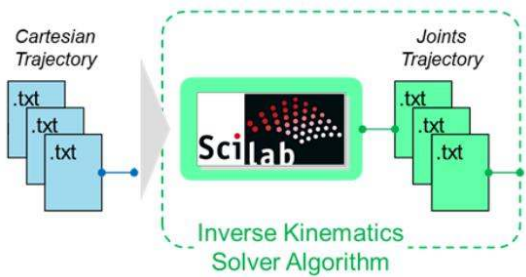 Cartesian
Trajectory
.txt
.txt
.txt
Scilab
Joints
Trajectory
.txt
.txt
.txt
Inverse Kinematics
Solver Algorithm